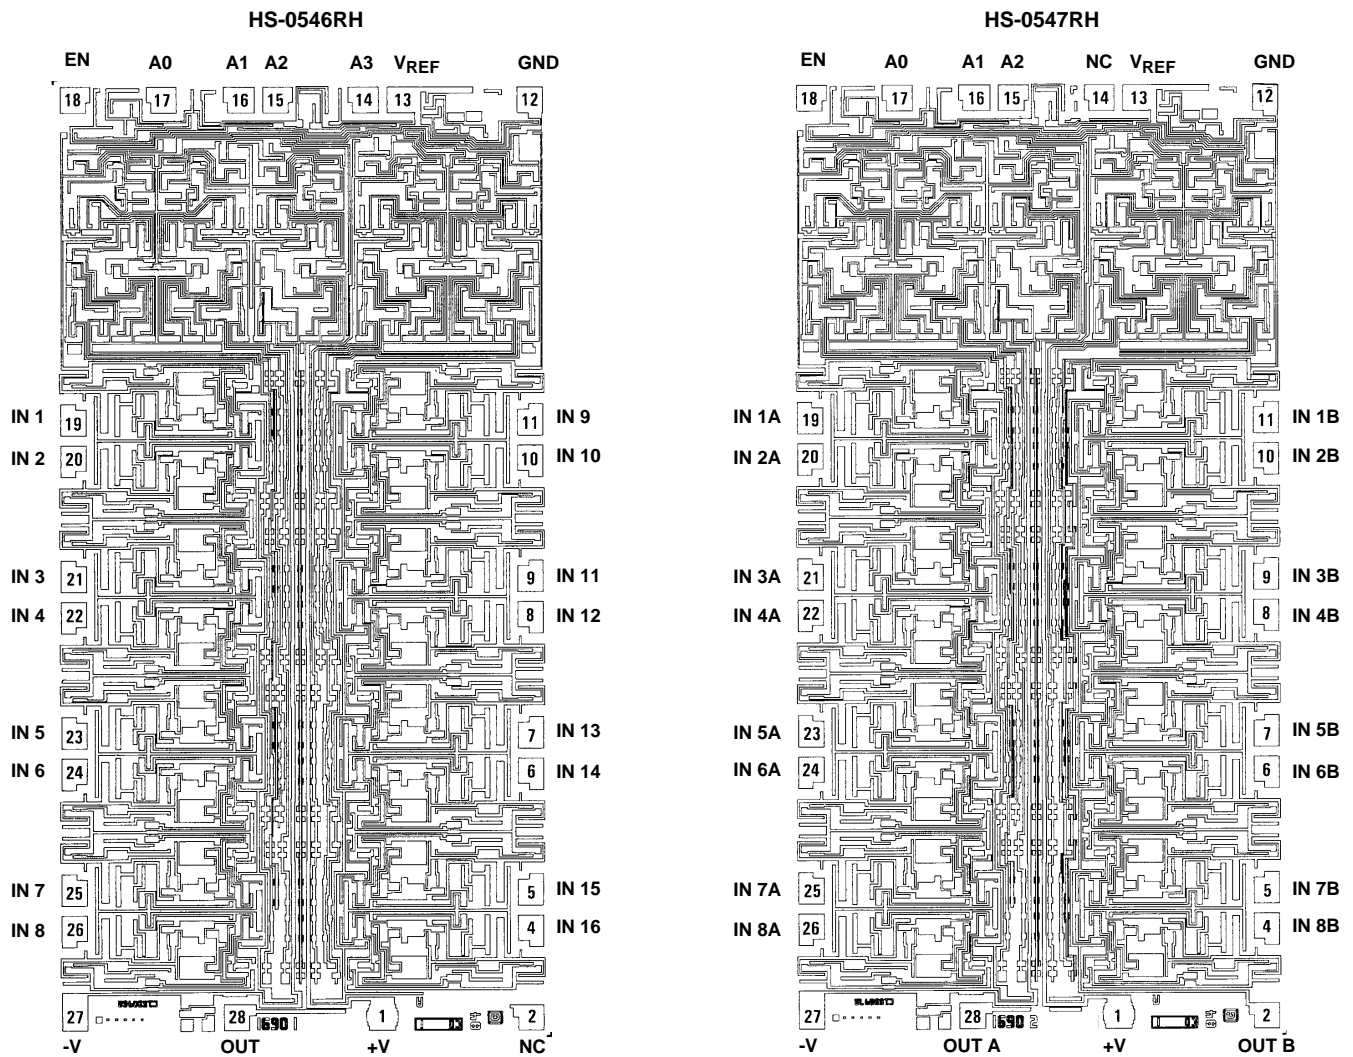 HS-0546RH
EN A0 A1 A2 A3 VREF GND
18 17 16 15 14 13 12
IN 1 19 11 IN 9
IN 2 20 10 IN 10
IN 3 21 9 IN 11
IN 4 22 8 IN 12
IN 5 23 7 IN 13
IN 6 24 6 IN 14
IN 7 25 5 IN 15
IN 8 26 4 IN 16
27 28 1 2
-V OUT +V NC
HS-0547RH
EN A0 A1 A2 NC VREF GND
18 17 16 15 14 13 12
IN 1A 19 11 IN 1B
IN 2A 20 10 IN 2B
IN 3A 21 9 IN 3B
IN 4A 22 8 IN 4B
IN 5A 23 7 IN 5B
IN 6A 24 6 IN 6B
IN 7A 25 5 IN 7B
IN 8A 26 4 IN 8B
27 28 1 2
-V OUT A +V OUT B